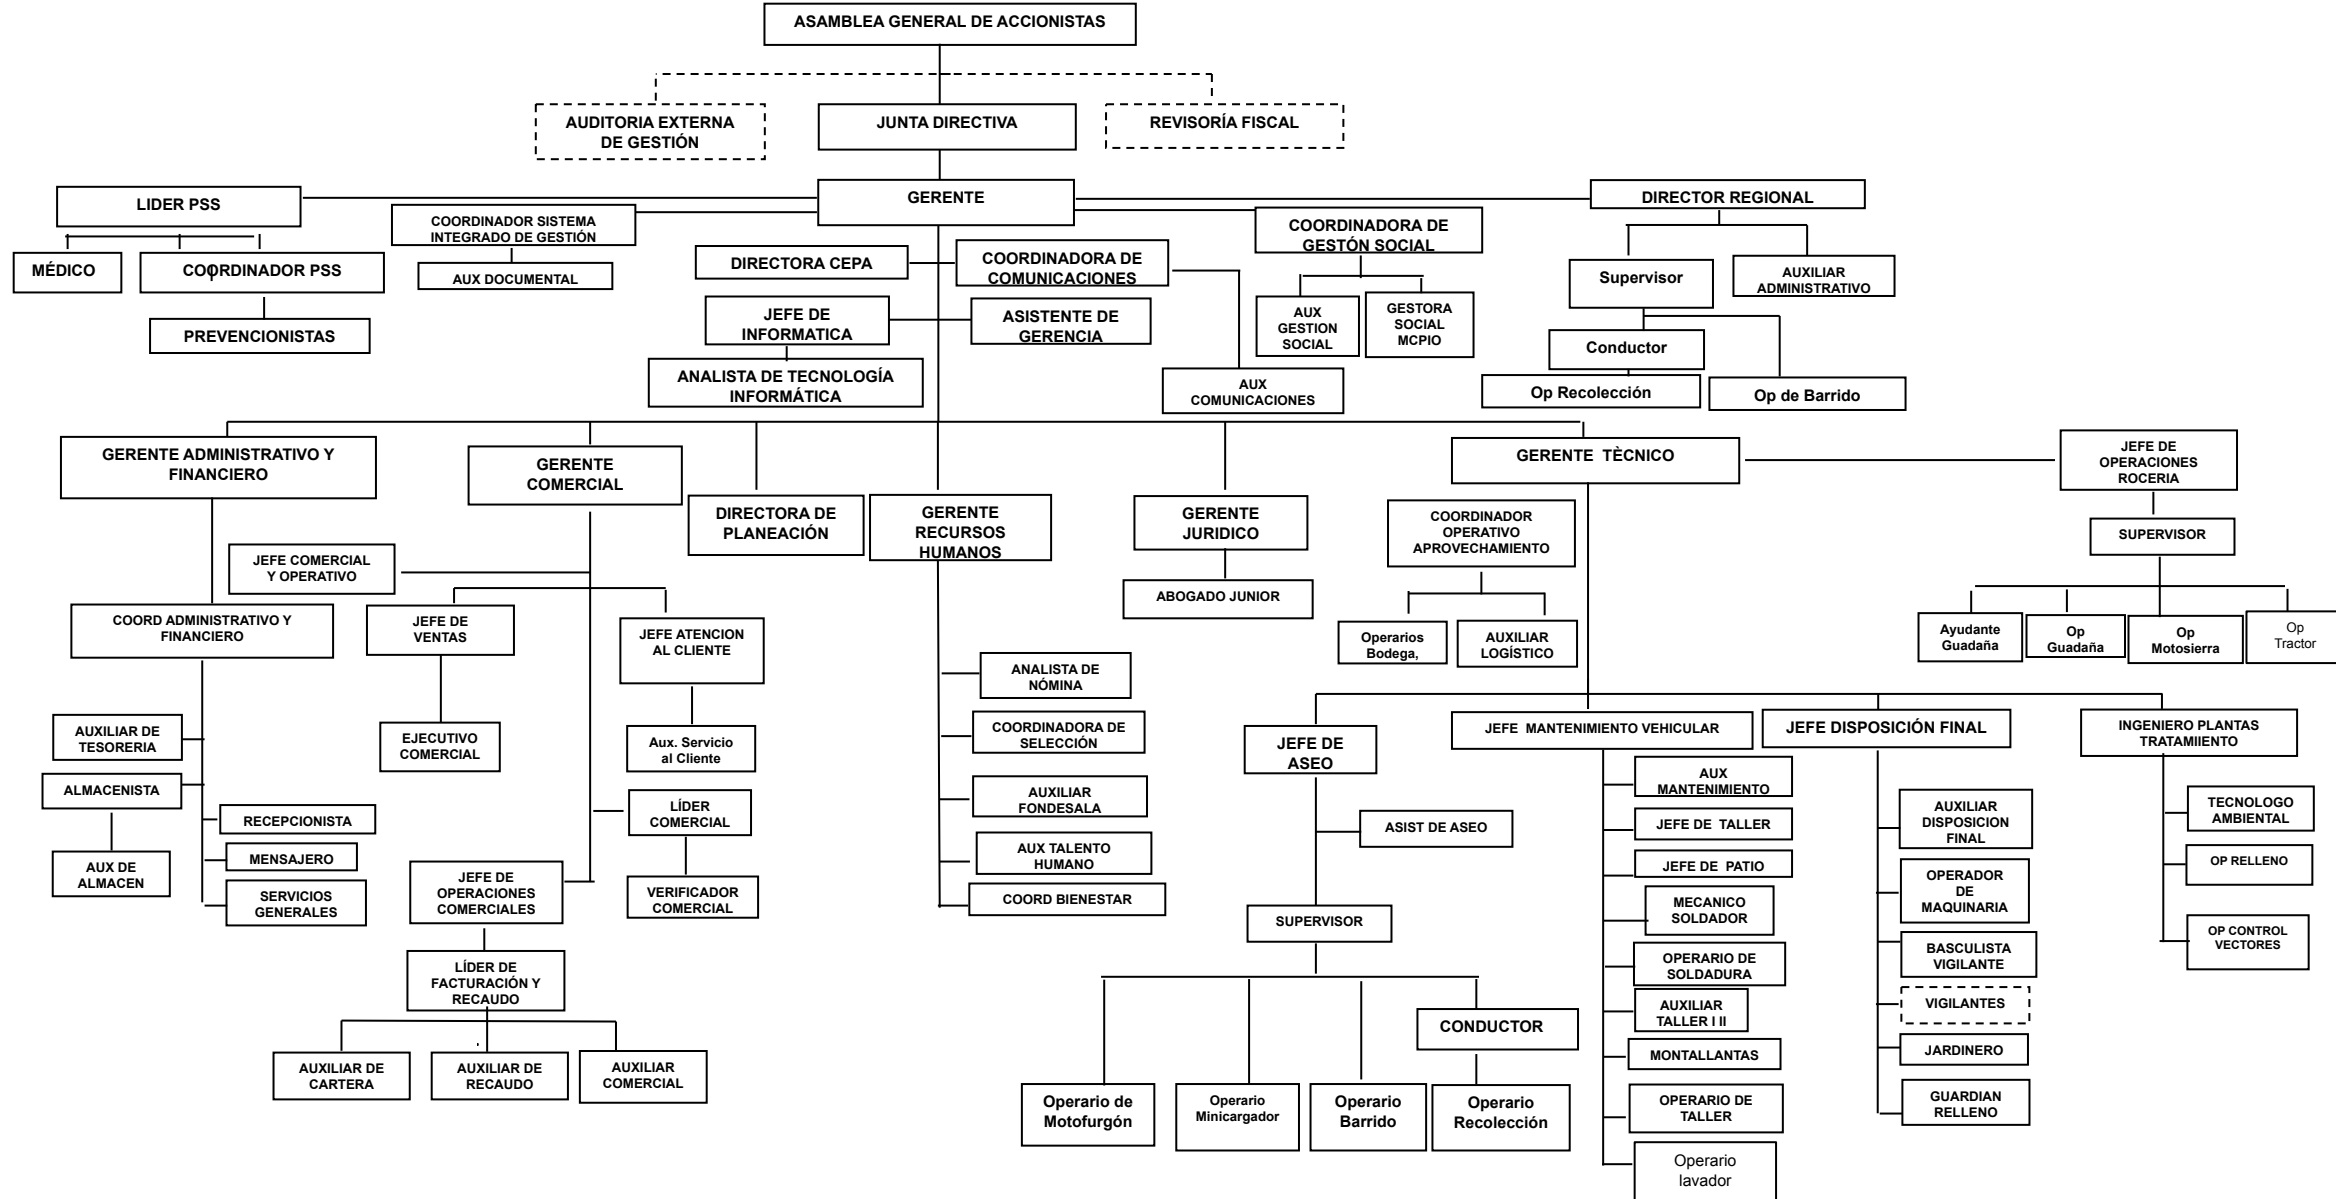 ASAMBLEA GENERAL DE ACCIONISTAS
AUDITORIA EXTERNA
DE GESTIÓN
JUNTA DIRECTIVA
REVISORÍA FISCAL
LIDER PSS
GERENTE
DIRECTOR REGIONAL
MÉDICO
COORDINADOR PSS
PREVENCIONISTAS
COORDINADOR SISTEMA
INTEGRADO DE GESTIÓN
AUX DOCUMENTAL
DIRECTORA CEPA
COORDINADORA DE
COMUNICACIONES
JEFE DE
INFORMATICA
ASISTENTE DE
GERENCIA
ANALISTA DE TECNOLOGÍA
INFORMÁTICA
AUX
COMUNICACIONES
COORDINADORA DE
GESTÓN SOCIAL
AUX
GESTION
SOCIAL
GESTORA
SOCIAL
MCPIO
Supervisor
AUXILIAR
ADMINISTRATIVO
Conductor
Op Recolección
Op de Barrido
GERENTE ADMINISTRATIVO Y
FINANCIERO
GERENTE
COMERCIAL
DIRECTORA DE
PLANEACIÓN
GERENTE
RECURSOS
HUMANOS
GERENTE
JURIDICO
GERENTE TÈCNICO
JEFE DE
OPERACIONES
ROCERIA
COORD ADMINISTRATIVO Y
FINANCIERO
AUXILIAR DE
TESORERIA
ALMACENISTA
AUX DE
ALMACEN
RECEPCIONISTA
MENSAJERO
SERVICIOS
GENERALES
JEFE COMERCIAL
Y OPERATIVO
JEFE DE
VENTAS
JEFE ATENCION
AL CLIENTE
EJECUTIVO
COMERCIAL
Aux. Servicio
al Cliente
LÍDER
COMERCIAL
VERIFICADOR
COMERCIAL
JEFE DE
OPERACIONES
COMERCIALES
LÍDER DE
FACTURACIÓN Y
RECAUDO
AUXILIAR DE
CARTERA
AUXILIAR DE
RECAUDO
AUXILIAR
COMERCIAL
ANALISTA DE
NÓMINA
COORDINADORA DE
SELECCIÓN
AUXILIAR
FONDESALA
AUX TALENTO
HUMANO
COORD BIENESTAR
ABOGADO JUNIOR
COORDINADOR
OPERATIVO
APROVECHAMIENTO
Operarios
Bodega,
AUXILIAR
LOGÍSTICO
SUPERVISOR
Ayudante
Guadaña
Op
Guadaña
Op
Motosierra
Op
Tractor
JEFE DE
ASEO
ASIST DE ASEO
SUPERVISOR
CONDUCTOR
Operario de
Motofurgón
Operario
Minicargador
Operario
Barrido
Operario
Recolección
JEFE MANTENIMIENTO VEHICULAR
AUX
MANTENIMIENTO
JEFE DE TALLER
JEFE DE PATIO
MECANICO
SOLDADOR
OPERARIO DE
SOLDADURA
AUXILIAR
TALLER I II
MONTALLANTAS
OPERARIO DE
TALLER
Operario
lavador
JEFE DISPOSICIÓN FINAL
AUXILIAR
DISPOSICION
FINAL
OPERADOR
DE
MAQUINARIA
BASCULISTA
VIGILANTE
VIGILANTES
JARDINERO
GUARDIAN
RELLENO
INGENIERO PLANTAS
TRATAMIIENTO
TECNOLOGO
AMBIENTAL
OP RELLENO
OP CONTROL
VECTORES